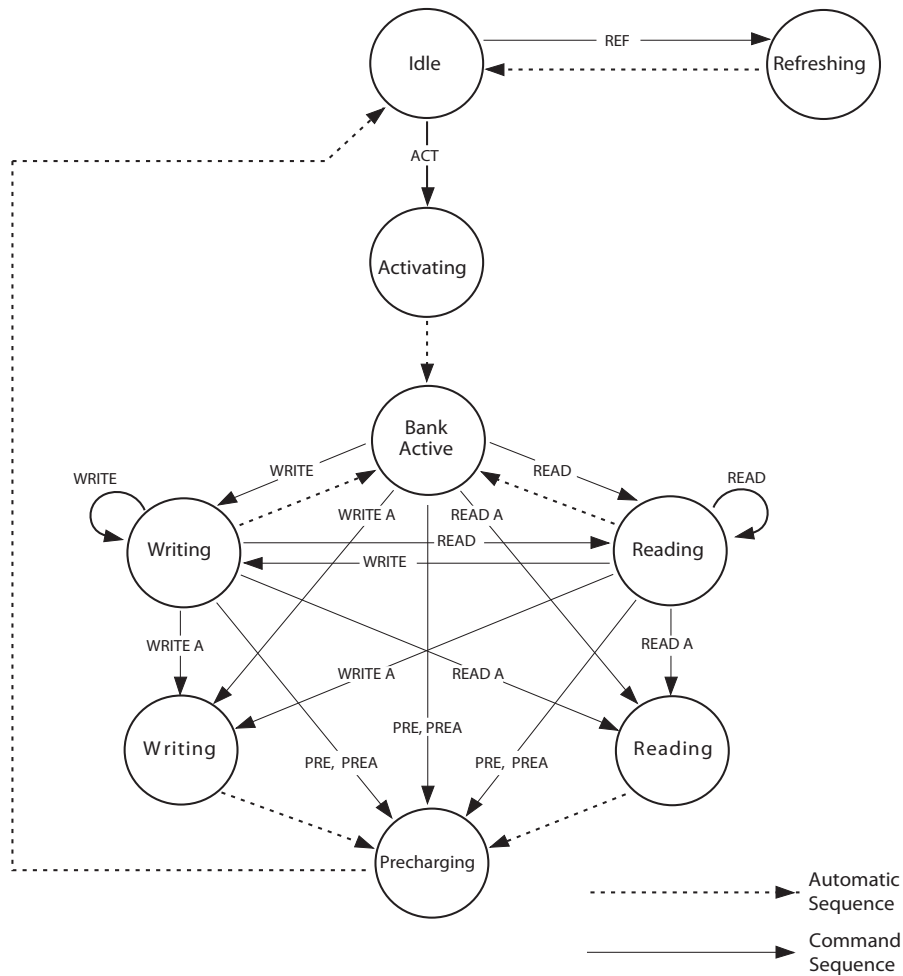 Idle
REF
Refreshing
ACT
Activating
Bank
Active
WRITE
WRITE
READ
READ
WRITE A
READ A
Writing
READ
Reading
WRITE
WRITE A
READ A
WRITE A
READ A
Writing
PRE, PREA
Reading
PRE, PREA
PRE, PREA
Precharging
Automatic
Sequence
Command
Sequence